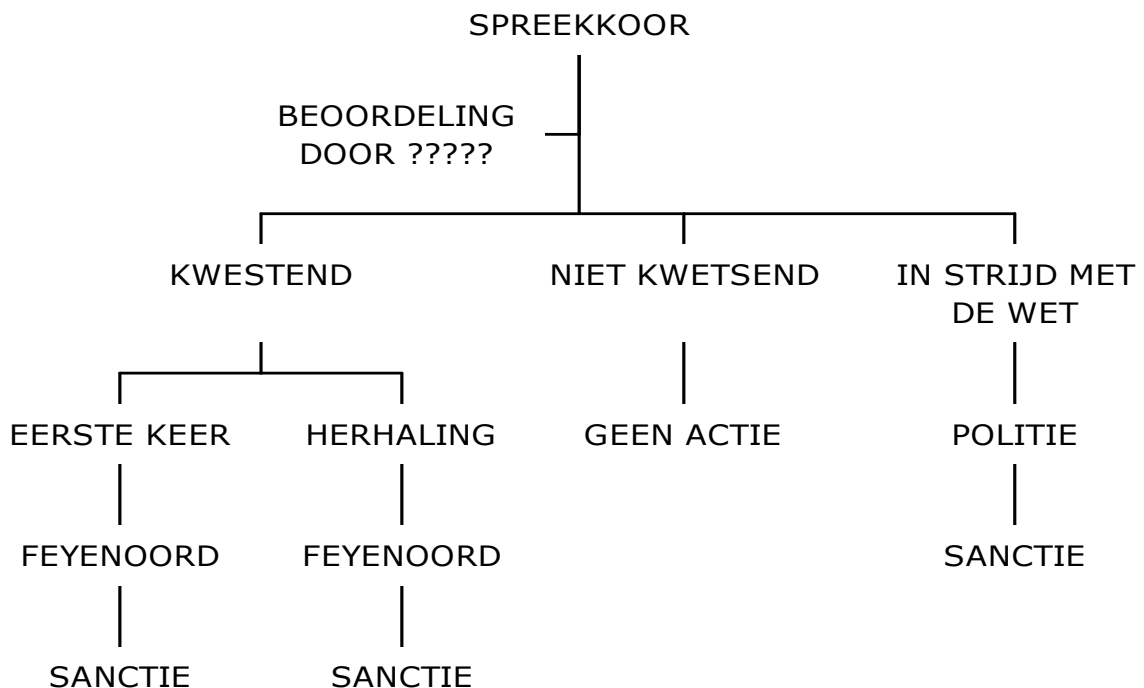 SPREEKKOOR
BEOORDELING
DOOR ?????
KWESTEND
NIET KWETSEND
IN STRIJD MET
DE WET
EERSTE KEER
HERHALING
GEEN ACTIE
POLITIE
FEYENOORD
FEYENOORD
SANCTIE
SANCTIE
SANCTIE